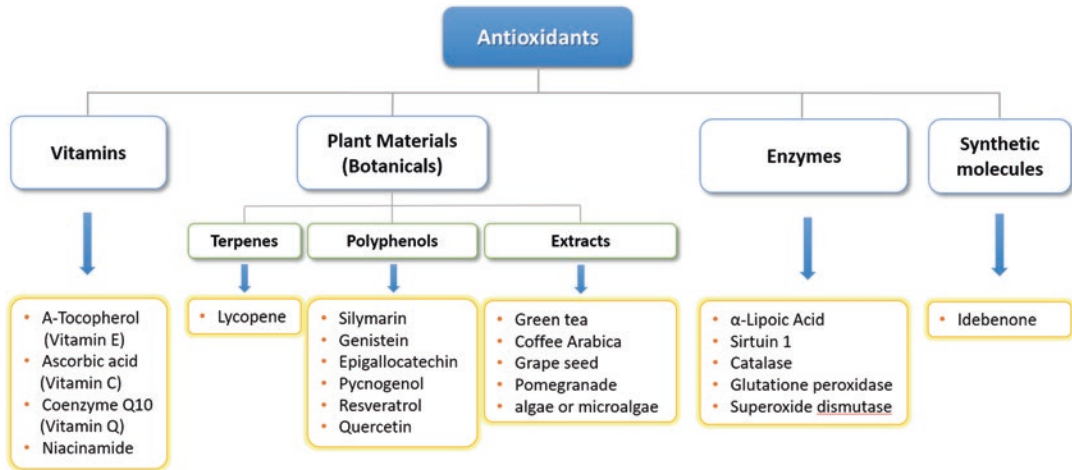 Antioxidants
Vitamins
Plant Materials
(Botanicals)
Enzymes
Synthetic
molecules
Terpenes
Polyphenols
Extracts
• A-Tocopherol
(Vitamin E)
• Ascorbic acid
(Vitamin C)
• Coenzyme Q10
(Vitamin Q)
• Niacinamide
• Lycopene
• Silymarin
• Genistein
• Epigallocatechin
• Pycnogenol
• Resveratrol
• Quercetin
• Green tea
• Coffee Arabica
• Grape seed
• Pomegranade
• algae or microalgae
• α-Lipoic Acid
• Sirtuin 1
• Catalase
• Glutatione peroxidase
• Superoxide dismutase
• Idebenone